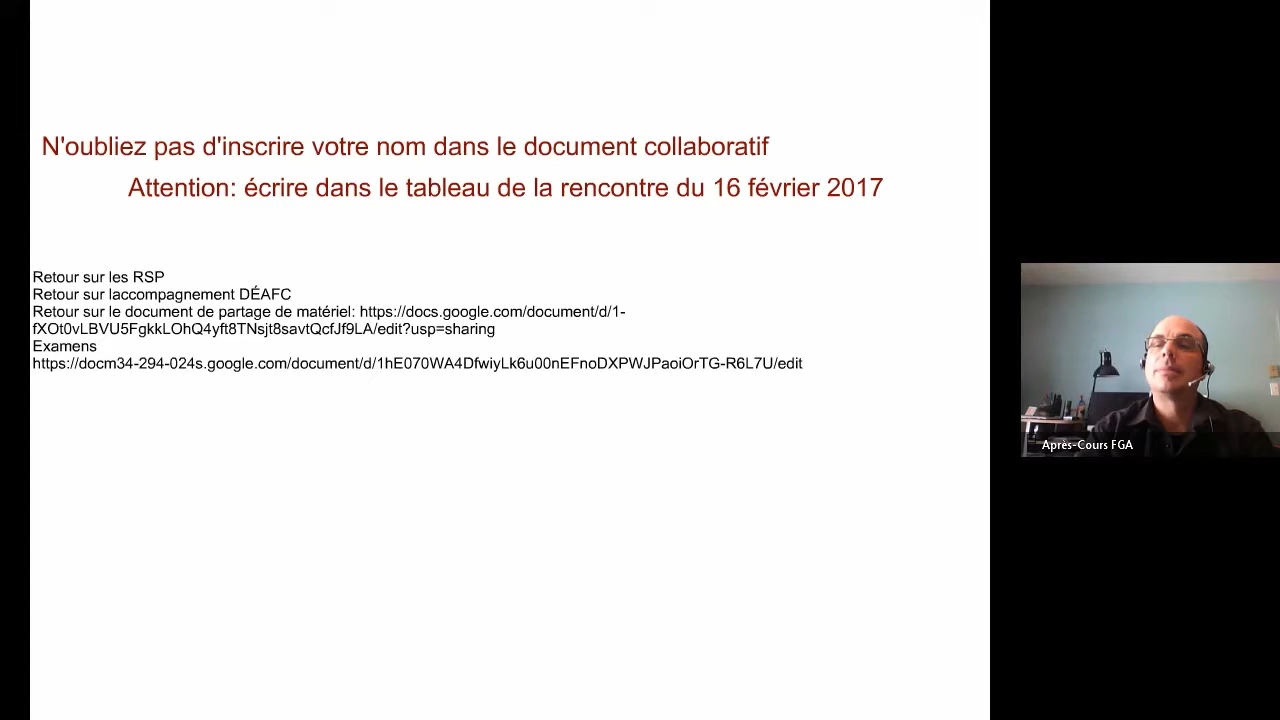 N'oubliez pas d'inscrire votre nom dans le document collaboratif
Attention: écrire dans le tableau de la rencontre du 16 février 2017
Retour sur les RSP
Retour sur laccompagnement DÉAFC
Retour sur le document de partage de matériel: https://docs.google.com/document/d/1-
fXOt0vLBVU5FgkkLOhQ4yft8TNsjt8savtQcfJf9LA/edit?usp=sharing
Examens
https://docm34-294-024s.google.com/document/d/1hE070WA4DfwiyLk6u00nEFnoDXPWJPaoiOrTG-R6L7U/edit
Après-Cours FGA